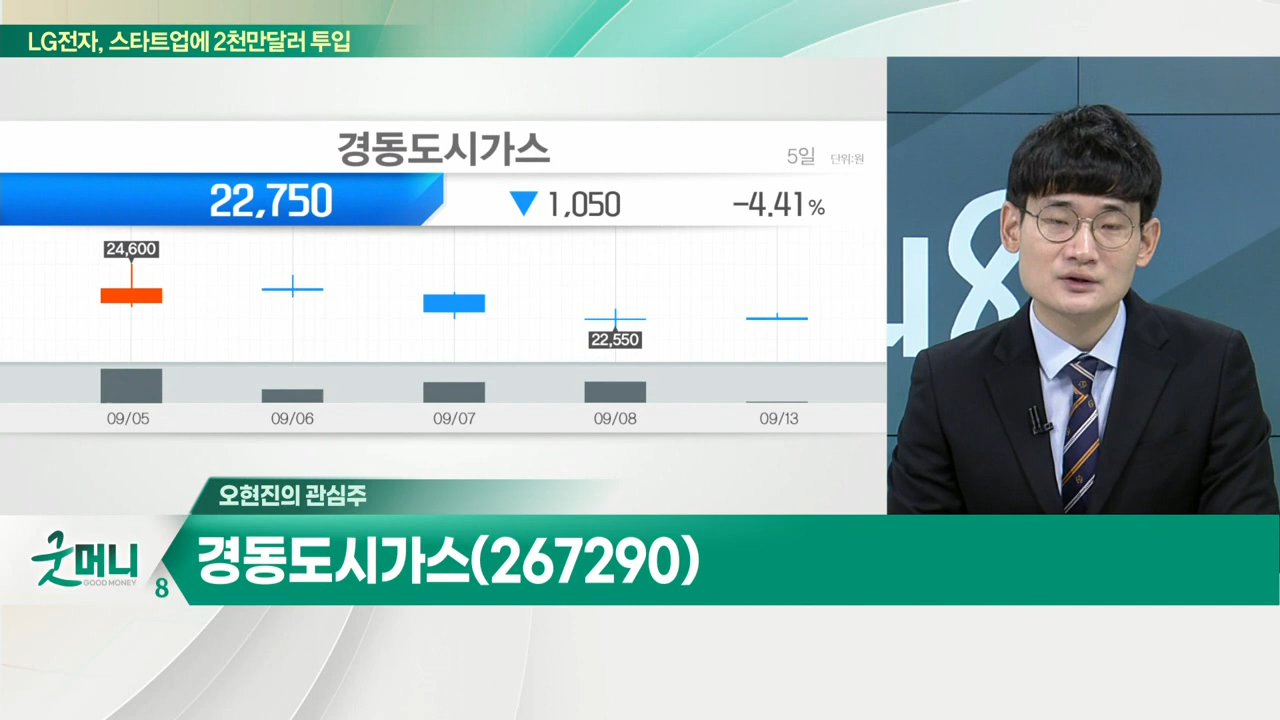 LG전자, 스타트업에 2천만달러 투입
경동도시가스
5일 단위:원
22,750 ▼ 1,050 -4.41%
24,600
22,550
09/05 09/06 09/07 09/08 09/13
오현진의 관심주
굿머니 GOOD MONEY 8
경동도시가스(267290)